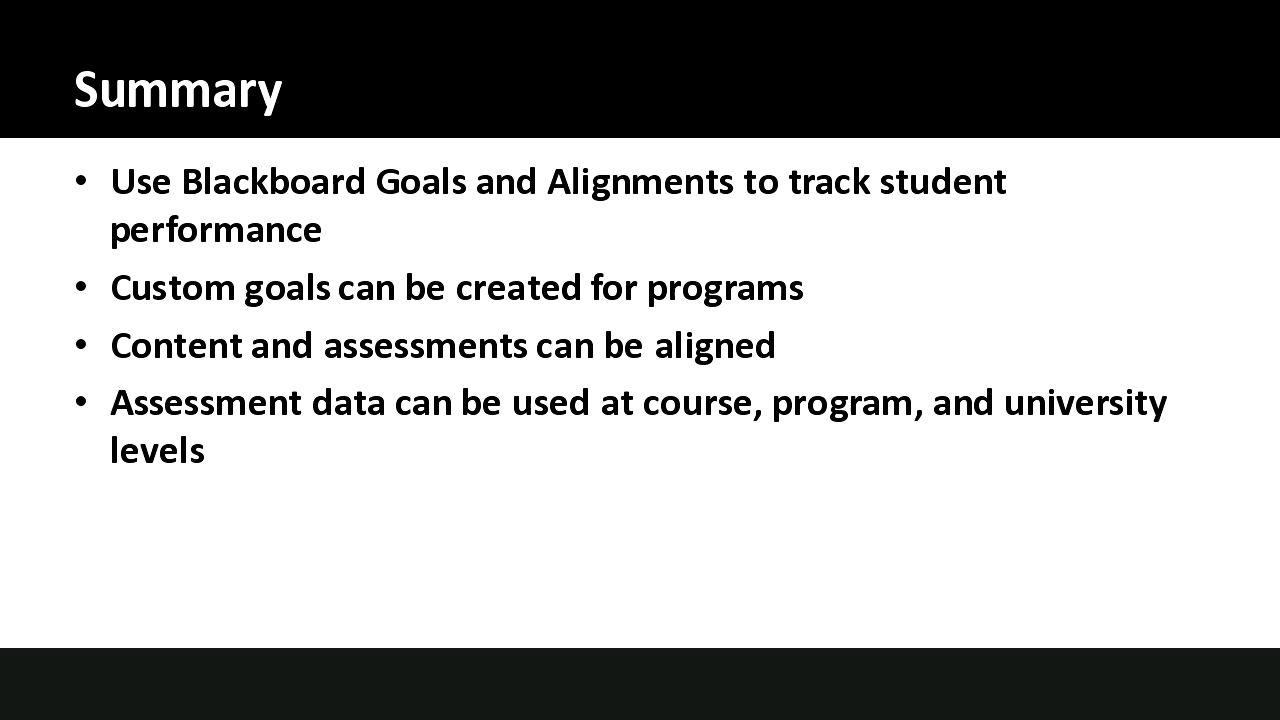 Summary
• Use Blackboard Goals and Alignments to track student
performance
• Custom goals can be created for programs
• Content and assessments can be aligned
• Assessment data can be used at course, program, and university
levels